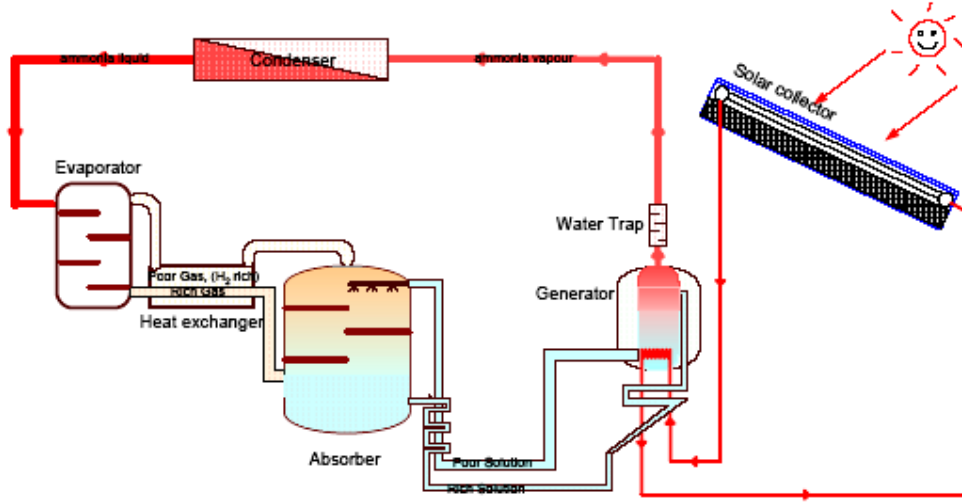 ammonia liquid
Condenser
ammonia vapour
Solar collector
Evaporator
Water Trap
Poor Gas, (H₂ rich)
Rich Gas
Generator
Heat exchanger
Absorber
Poor Solution
Rich Solution